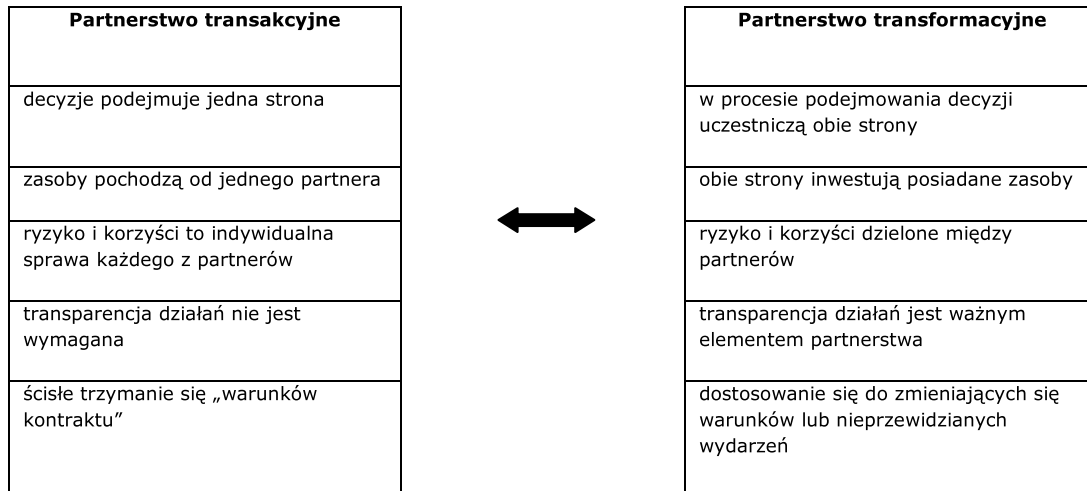 Partnerstwo transakcyjne
decyzje podejmuje jedna strona
zasoby pochodzą od jednego partnera
ryzyko i korzyści to indywidualna
sprawa każdego z partnerów
transparencja działań nie jest
wymagana
ścisłe trzymanie się „warunków
kontraktu”
Partnerstwo transformacyjne
w procesie podejmowania decyzji
uczestniczą obie strony
obie strony inwestują posiadane zasoby
ryzyko i korzyści dzielone między
partnerów
transparencja działań jest ważnym
elementem partnerstwa
dostosowanie się do zmieniających się
warunków lub nieprzewidzianych
wydarzeń